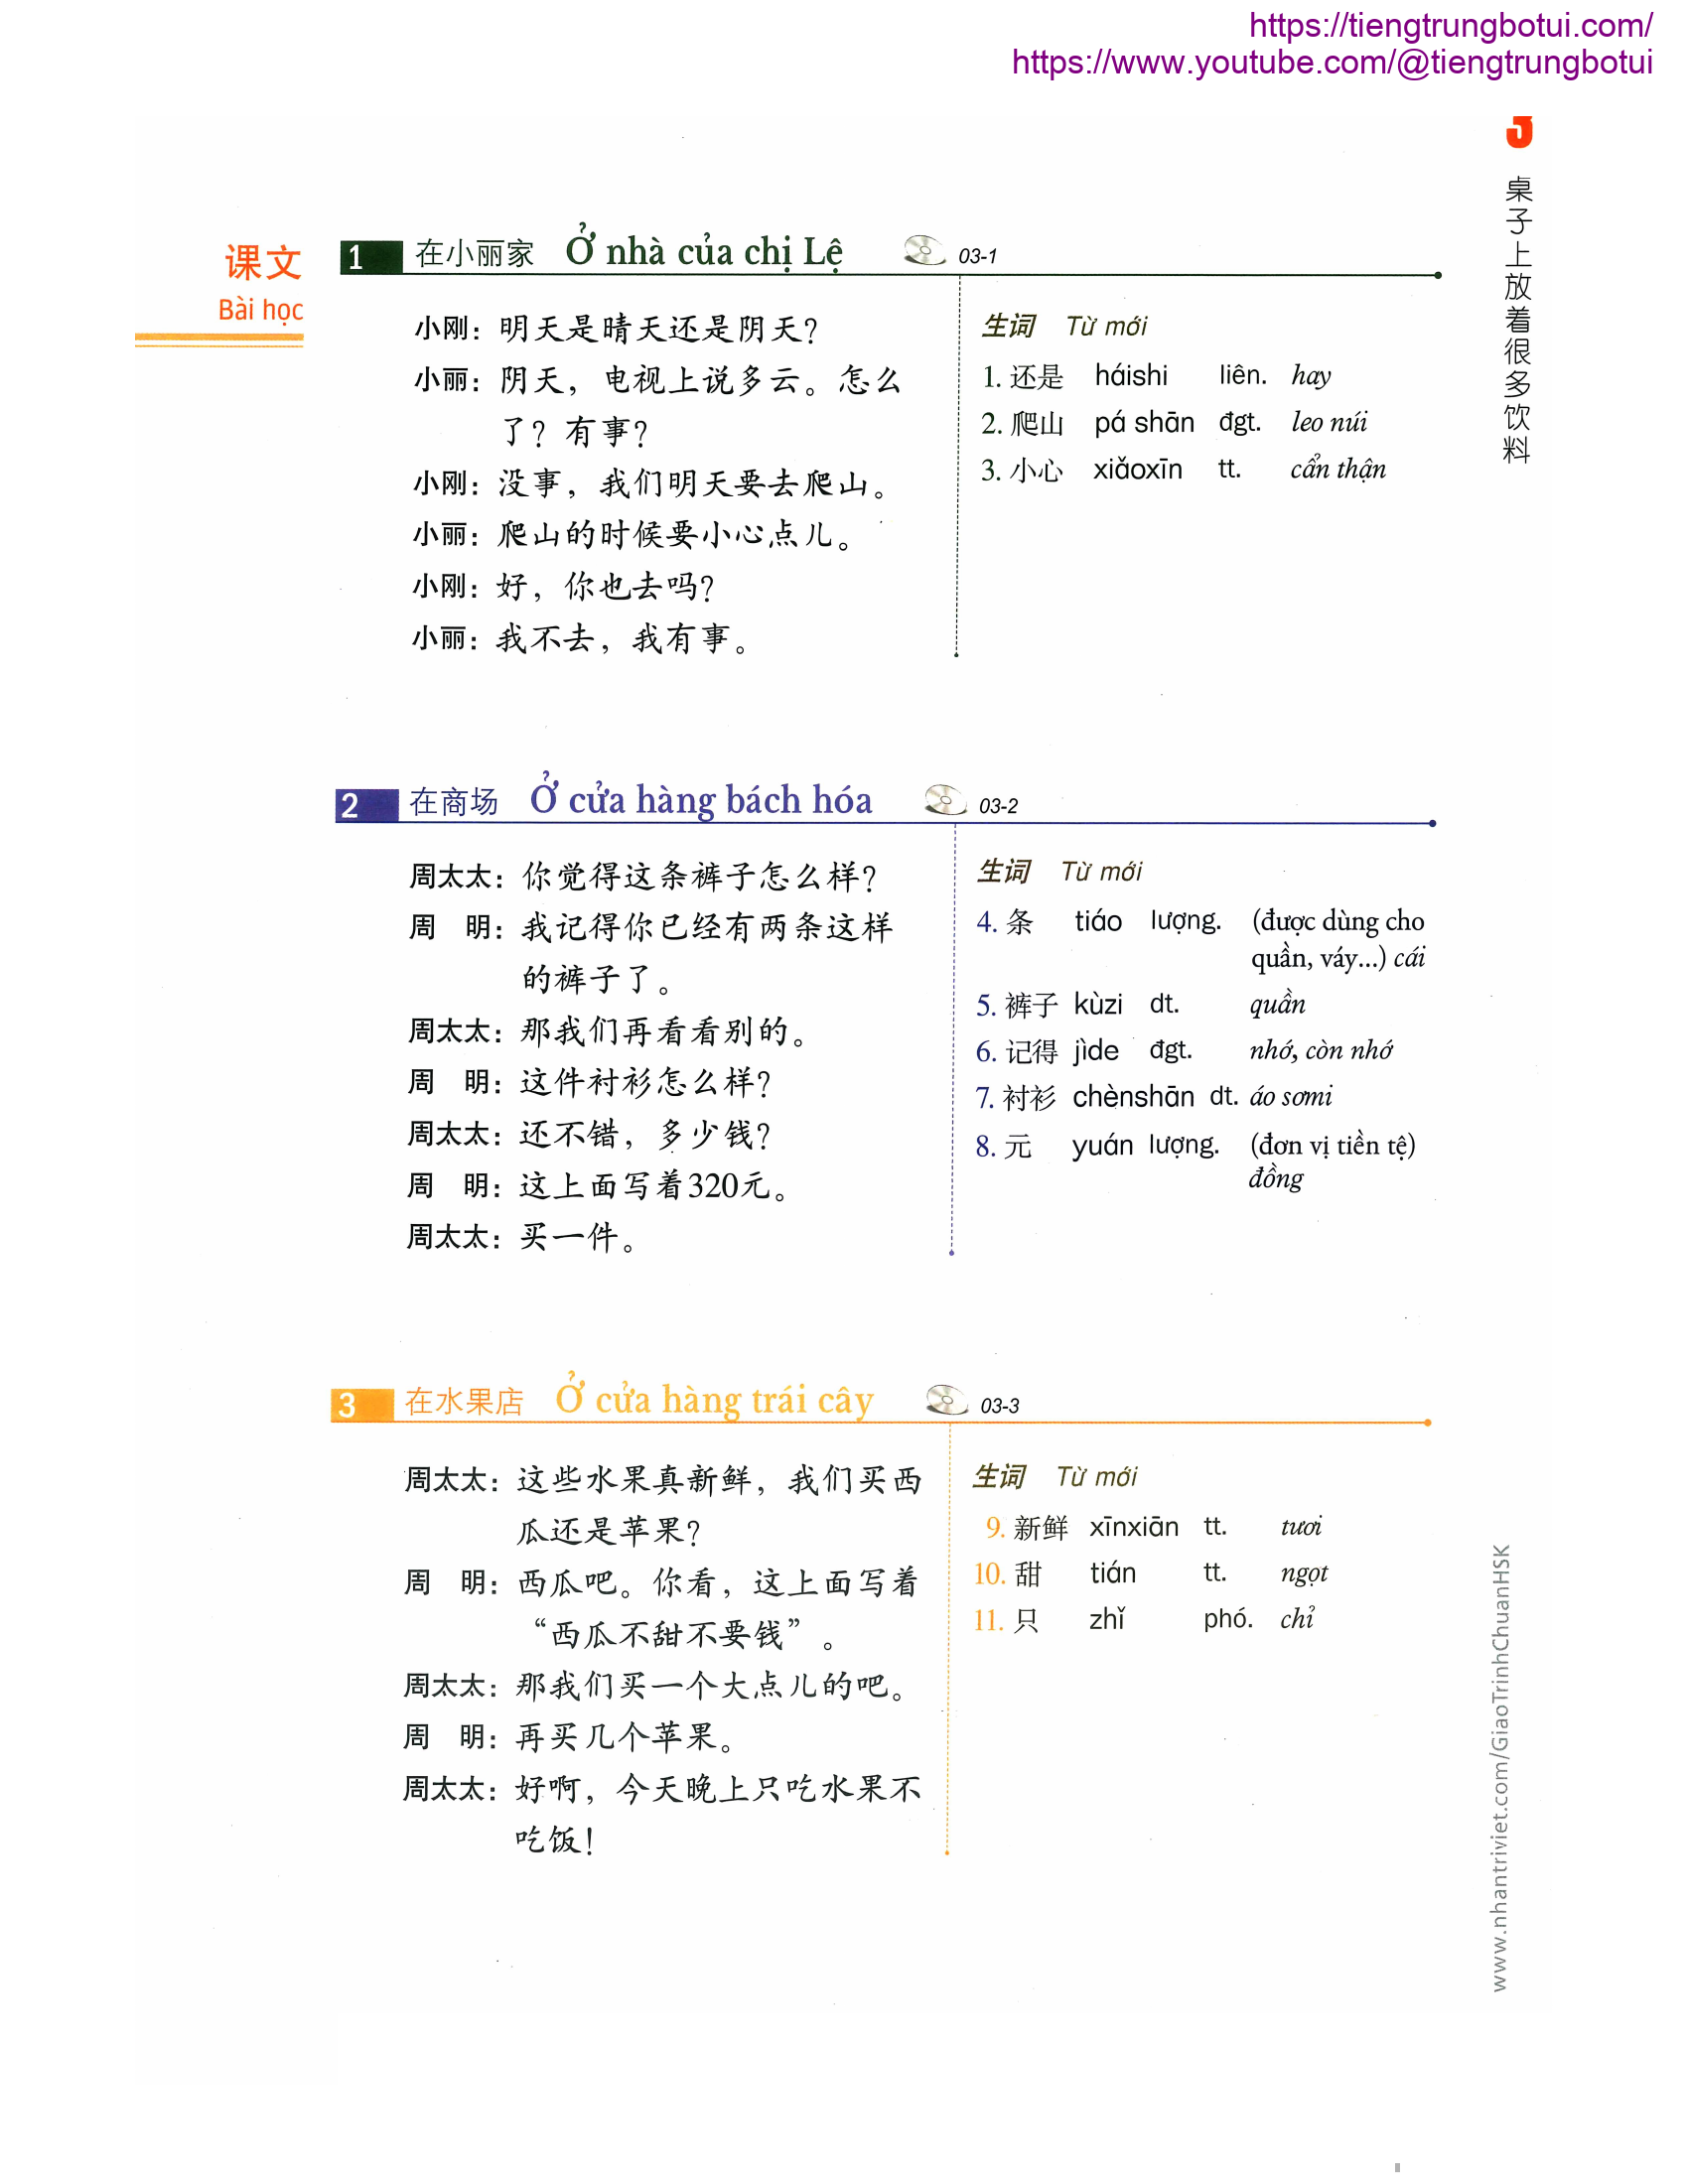 https://tiengtrungbotui.com/
https://www.youtube.com/@tiengtrungbotui
3
桌子上放着很多饮料
课文
Bài học
1 在小丽家 Ở nhà của chị Lệ 03-1
小刚：明天是晴天还是阴天？
小丽：阴天，电视上说多云。怎么
了？有事？
小刚：没事，我们明天要去爬山。
小丽：爬山的时候要小心点儿。
小刚：好，你也去吗？
小丽：我不去，我有事。
生词 Từ mới
1. 还是 háishi liên. hay
2. 爬山 pá shān đgt. leo núi
3. 小心 xiǎoxīn tt. cẩn thận
2 在商场 Ở cửa hàng bách hóa 03-2
周太太：你觉得这条裤子怎么样？
周 明：我记得你已经有两条这样
的裤子了。
周太太：那我们再看看别的。
周 明：这件衬衫怎么样？
周太太：还不错，多少钱？
周 明：这上面写着320元。
周太太：买一件。
生词 Từ mới
4. 条 tiáo lượng. (được dùng cho
quần, váy...) cái
5. 裤子 kùzi dt. quần
6. 记得 jìde đgt. nhớ, còn nhớ
7. 衬衫 chènshān dt. áo sơmi
8. 元 yuán lượng. (đơn vị tiền tệ)
đồng
3 在水果店 Ở cửa hàng trái cây 03-3
周太太：这些水果真新鲜，我们买西
瓜还是苹果？
周 明：西瓜吧。你看，这上面写着
“西瓜不甜不要钱”。
周太太：那我们买一个大点儿的吧。
周 明：再买几个苹果。
周太太：好啊，今天晚上只吃水果不
吃饭！
生词 Từ mới
9. 新鲜 xīnxiān tt. tươi
10. 甜 tián tt. ngọt
11. 只 zhǐ phó. chỉ
www.nhantriviet.com/GiaoTrinhChuanHSK